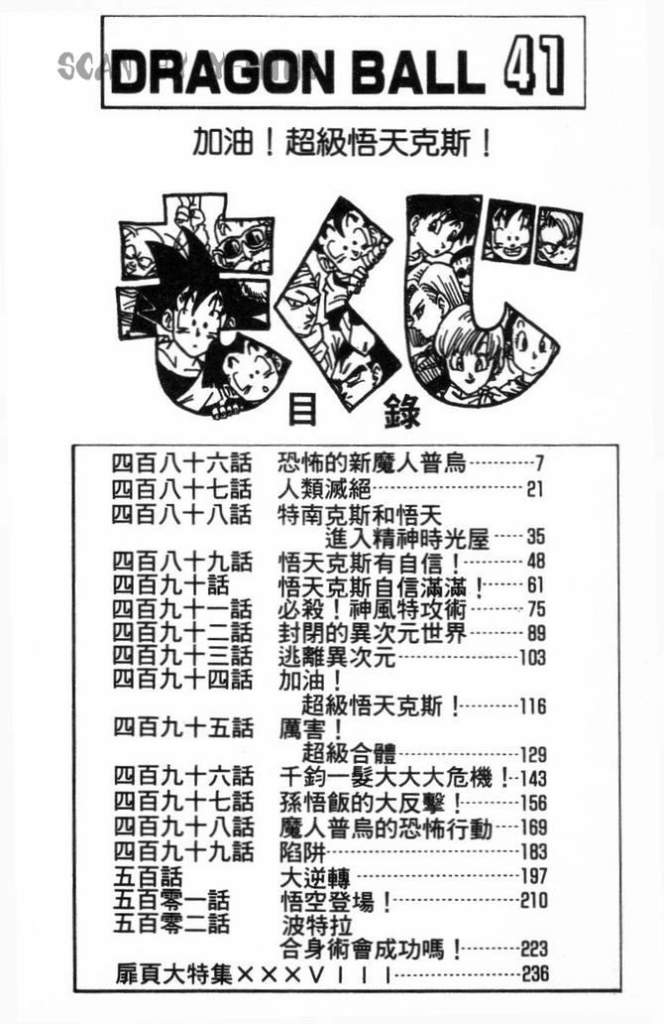 DRAGON BALL 41
加油！超級悟天克斯！
もくじ
目錄
四百八十六話 恐怖的新魔人普烏………7
四百八十七話 人類滅絕………21
四百八十八話 特南克斯和悟天
進入精神時光屋……35
四百八十九話 悟天克斯有自信！……48
四百九十話 悟天克斯自信滿滿！……61
四百九十一話 必殺！神風特攻術………75
四百九十二話 封閉的異次元世界………89
四百九十三話 逃離異次元………103
四百九十四話 加油！
超級悟天克斯！………116
四百九十五話 厲害！
超級合體………129
四百九十六話 千鈞一髮大大大危機！…143
四百九十七話 孫悟飯的大反擊！………156
四百九十八話 魔人普烏的恐怖行動……169
四百九十九話 陷阱………183
五百話 大逆轉………197
五百零一話 悟空登場！………210
五百零二話 波特拉
合身術會成功嗎！………223
扉頁大特集ＸＸＸＶＩＩＩ………236